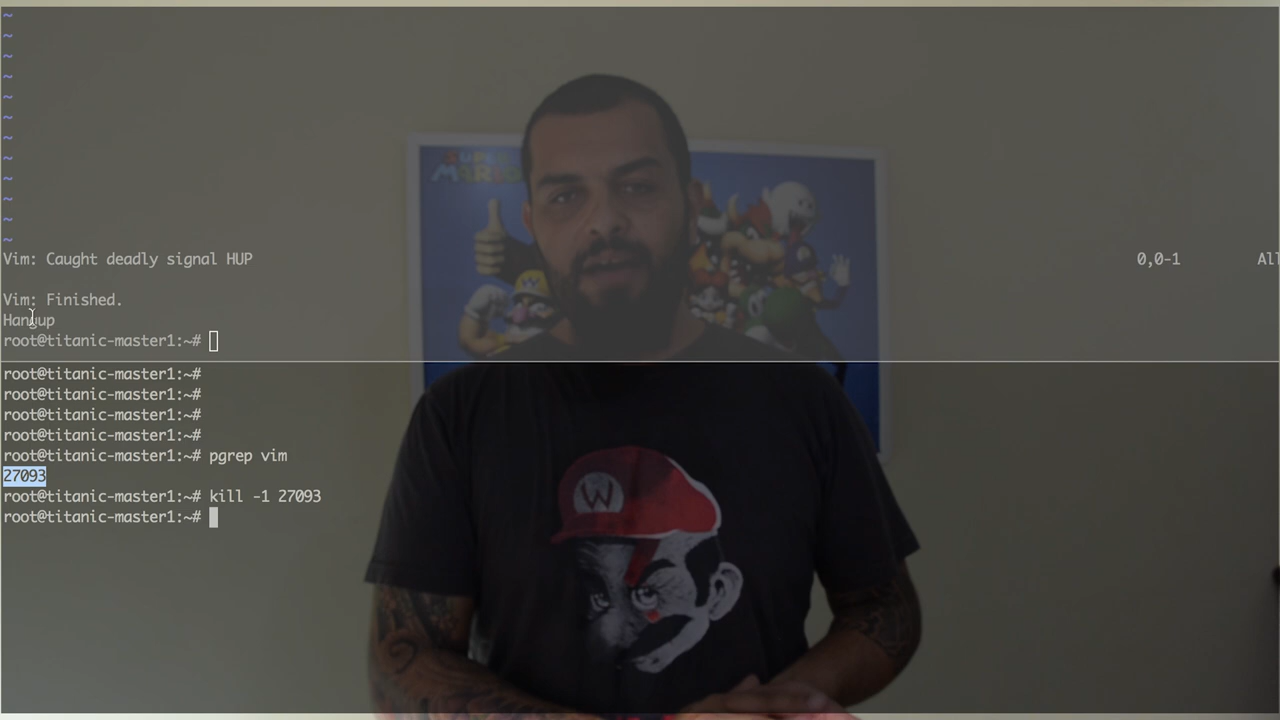 ~
~
~
~
~
~
~
~
~
~
~
~
Vim: Caught deadly signal HUP 0,0-1 All
Vim: Finished.
Hangup
root@titanic-master1:~#
root@titanic-master1:~#
root@titanic-master1:~#
root@titanic-master1:~#
root@titanic-master1:~#
root@titanic-master1:~# pgrep vim
27093
root@titanic-master1:~# kill -1 27093
root@titanic-master1:~#
SUPER
MARIO
W
W